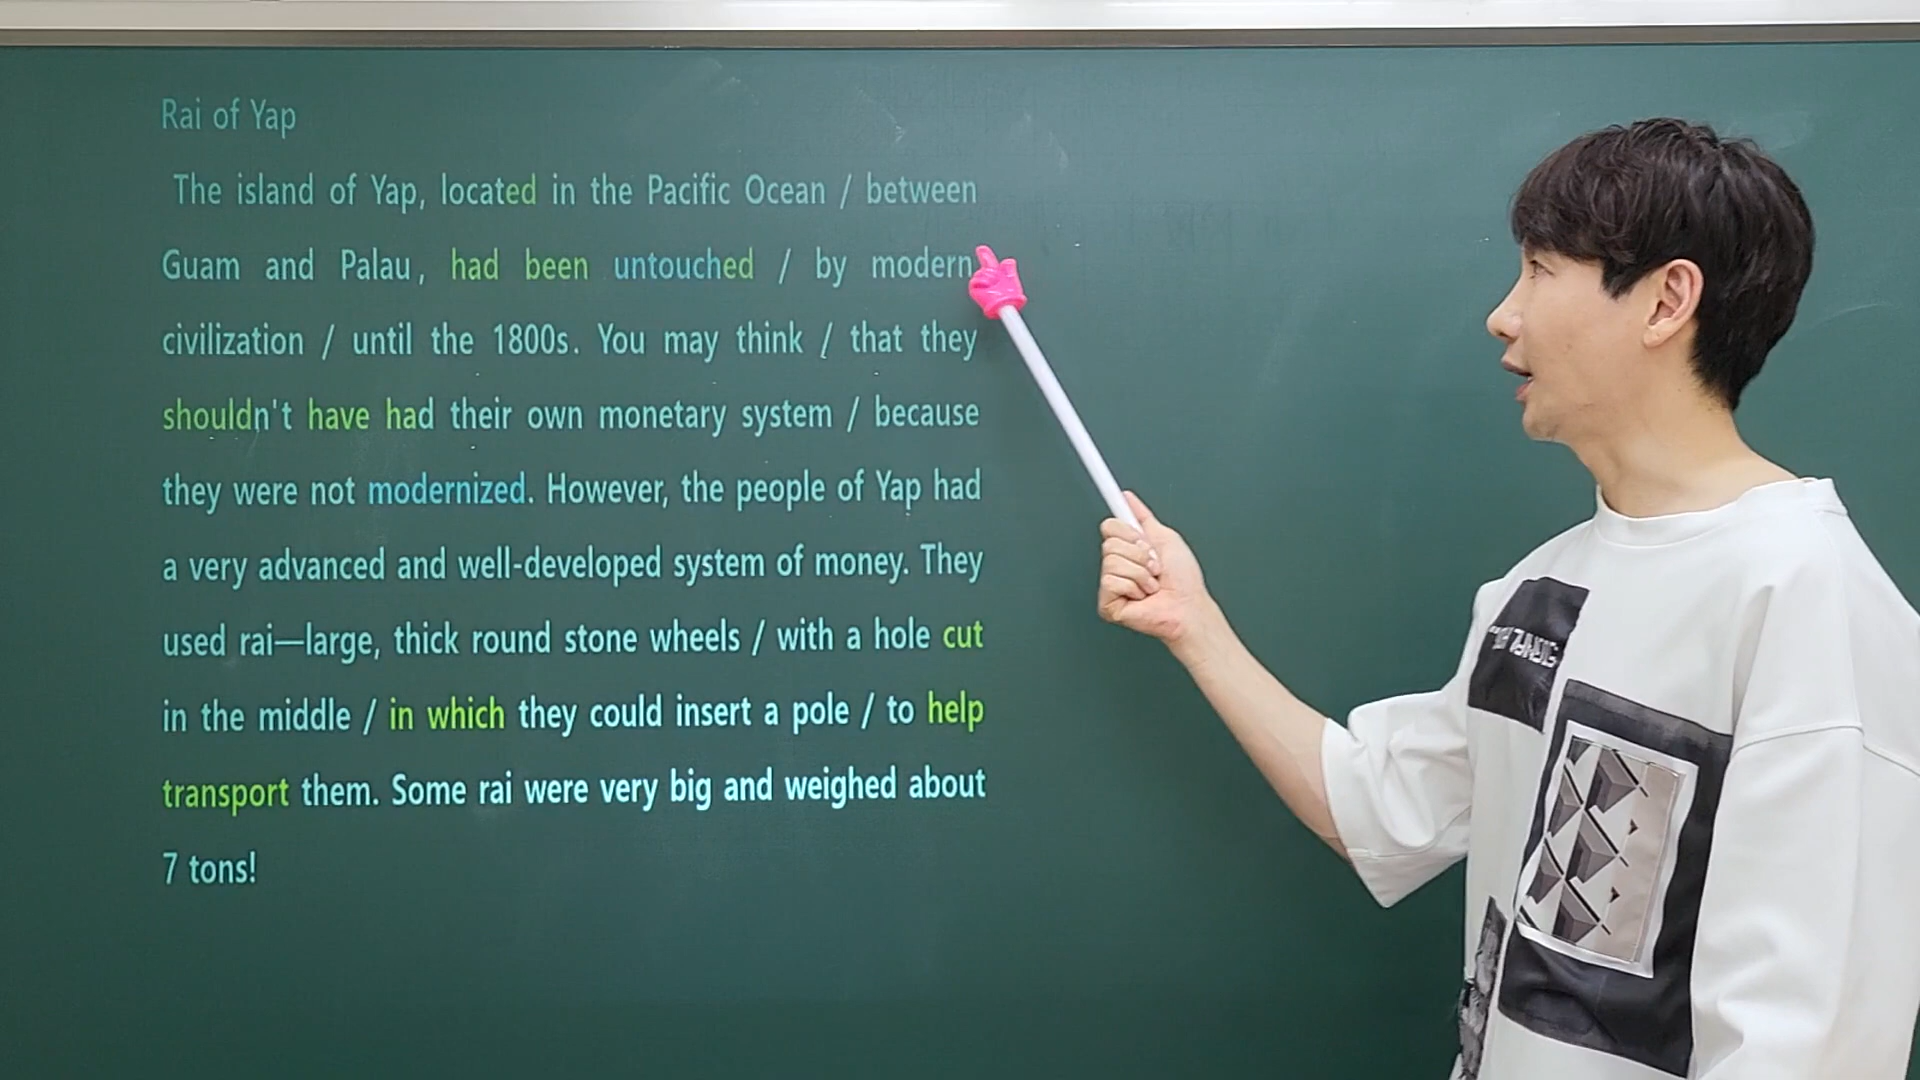 Rai of Yap
The island of Yap, located in the Pacific Ocean / between
Guam and Palau, had been untouched / by modern
civilization / until the 1800s. You may think / that they
shouldn't have had their own monetary system / because
they were not modernized. However, the people of Yap had
a very advanced and well-developed system of money. They
used rai—large, thick round stone wheels / with a hole cut
in the middle / in which they could insert a pole / to help
transport them. Some rai were very big and weighed about
7 tons!